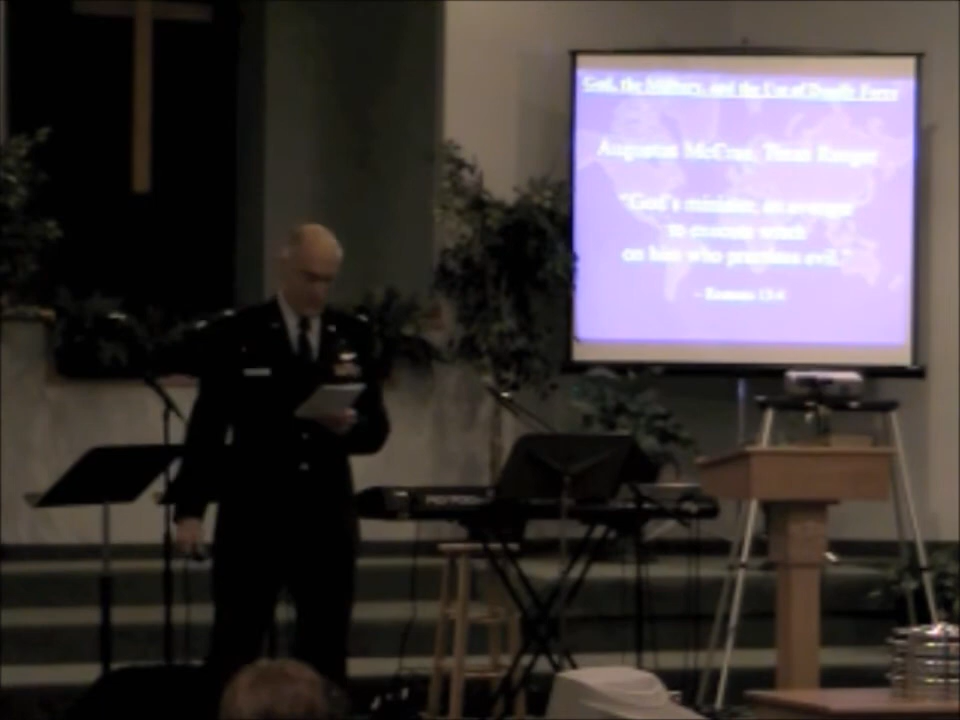 God, the Military, and the Use of Deadly Force
Augustus McCrae, Texas Ranger
"God's minister, an avenger
to execute wrath
on him who practices evil."
- Romans 13:4